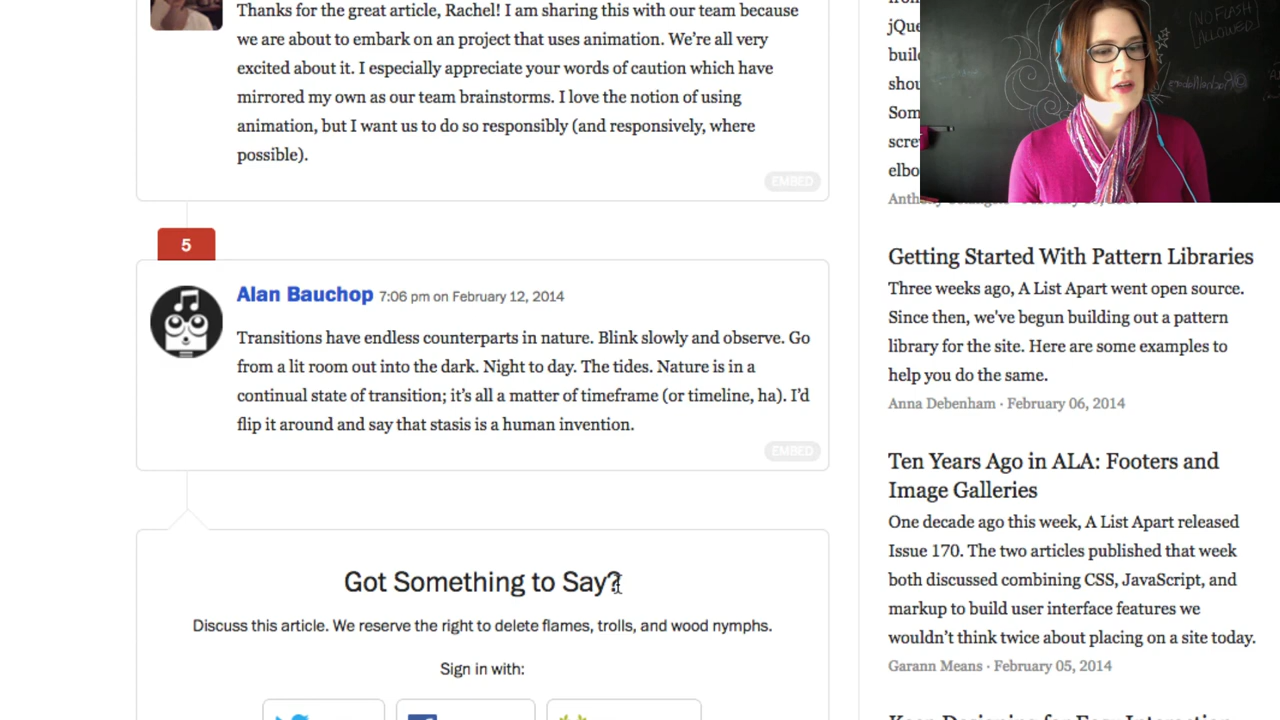 Thanks for the great article, Rachel! I am sharing this with our team because
we are about to embark on an project that uses animation. We're all very
excited about it. I especially appreciate your words of caution which have
mirrored my own as our team brainstorms. I love the notion of using
animation, but I want us to do so responsibly (and responsively, where
possible).
EMBED
5
Alan Bauchop 7:06 pm on February 12, 2014
Transitions have endless counterparts in nature. Blink slowly and observe. Go
from a lit room out into the dark. Night to day. The tides. Nature is in a
continual state of transition; it's all a matter of timeframe (or timeline, ha). I'd
flip it around and say that stasis is a human invention.
EMBED
Got Something to Say?
Discuss this article. We reserve the right to delete flames, trolls, and wood nymphs.
Sign in with:
[NO FLASH
ALLOWED]
Getting Started With Pattern Libraries
Three weeks ago, A List Apart went open source.
Since then, we've begun building out a pattern
library for the site. Here are some examples to
help you do the same.
Anna Debenham · February 06, 2014
Ten Years Ago in ALA: Footers and
Image Galleries
One decade ago this week, A List Apart released
Issue 170. The two articles published that week
both discussed combining CSS, JavaScript, and
markup to build user interface features we
wouldn't think twice about placing on a site today.
Garann Means · February 05, 2014